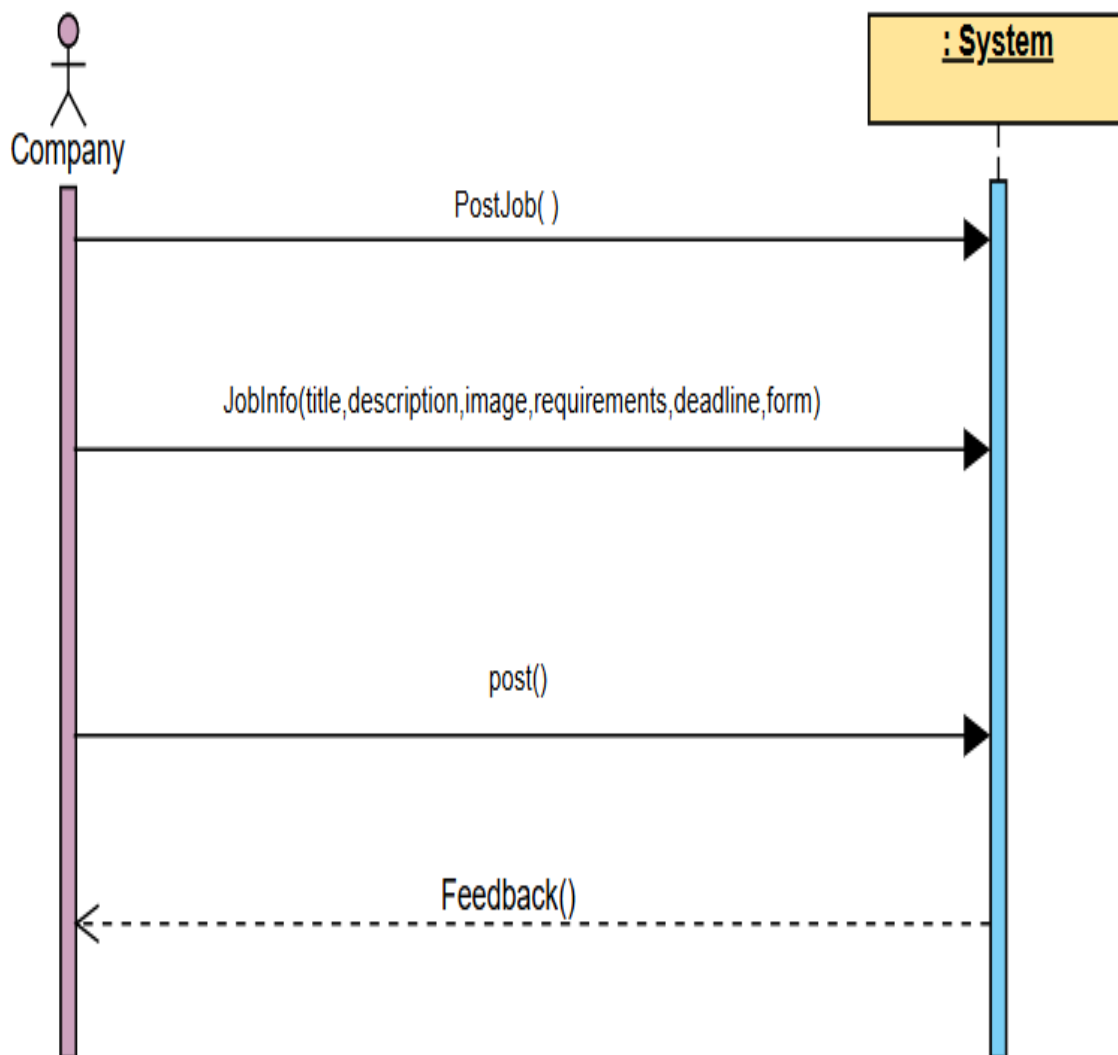 : System
Company
PostJob( )
JobInfo(title,description,image,requirements,deadline,form)
post()
Feedback()